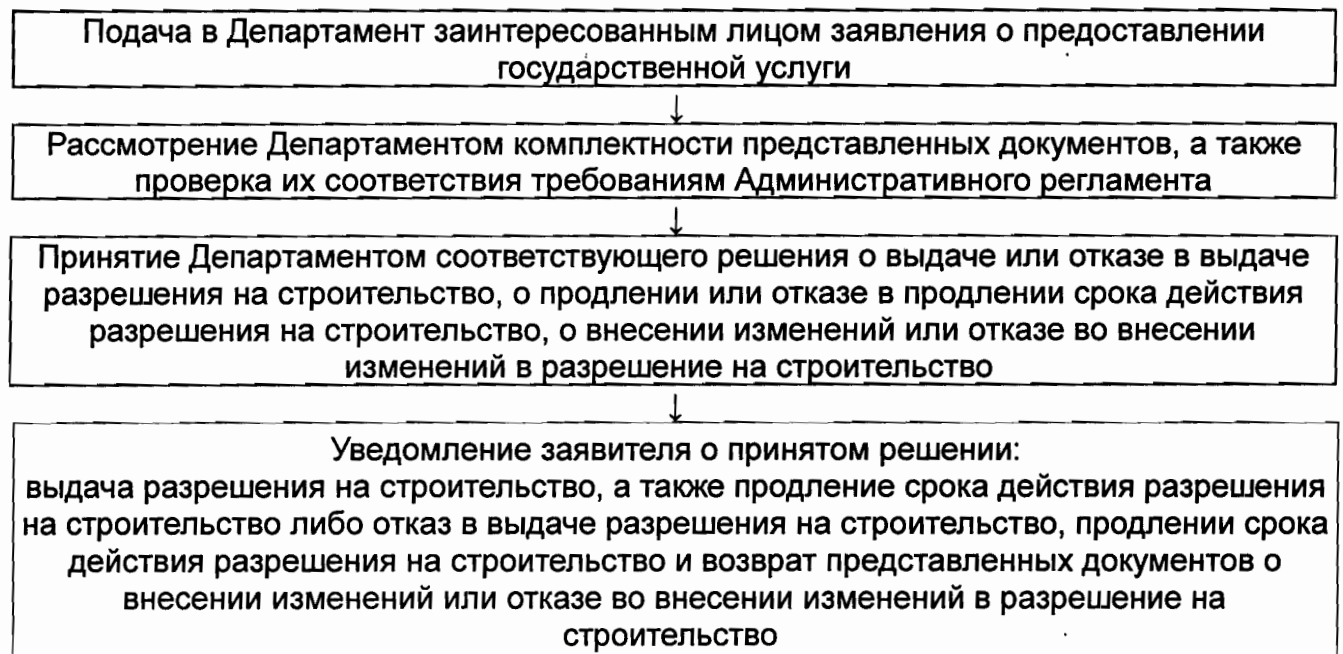 Подача в Департамент заинтересованным лицом заявления о предоставлении
государственной услуги
↓
Рассмотрение Департаментом комплектности представленных документов, а также
проверка их соответствия требованиям Административного регламента
↓
Принятие Департаментом соответствующего решения о выдаче или отказе в выдаче
разрешения на строительство, о продлении или отказе в продлении срока действия
разрешения на строительство, о внесении изменений или отказе во внесении
изменений в разрешение на строительство
↓
Уведомление заявителя о принятом решении:
выдача разрешения на строительство, а также продление срока действия разрешения
на строительство либо отказ в выдаче разрешения на строительство, продлении срока
действия разрешения на строительство и возврат представленных документов о
внесении изменений или отказе во внесении изменений в разрешение на
строительство